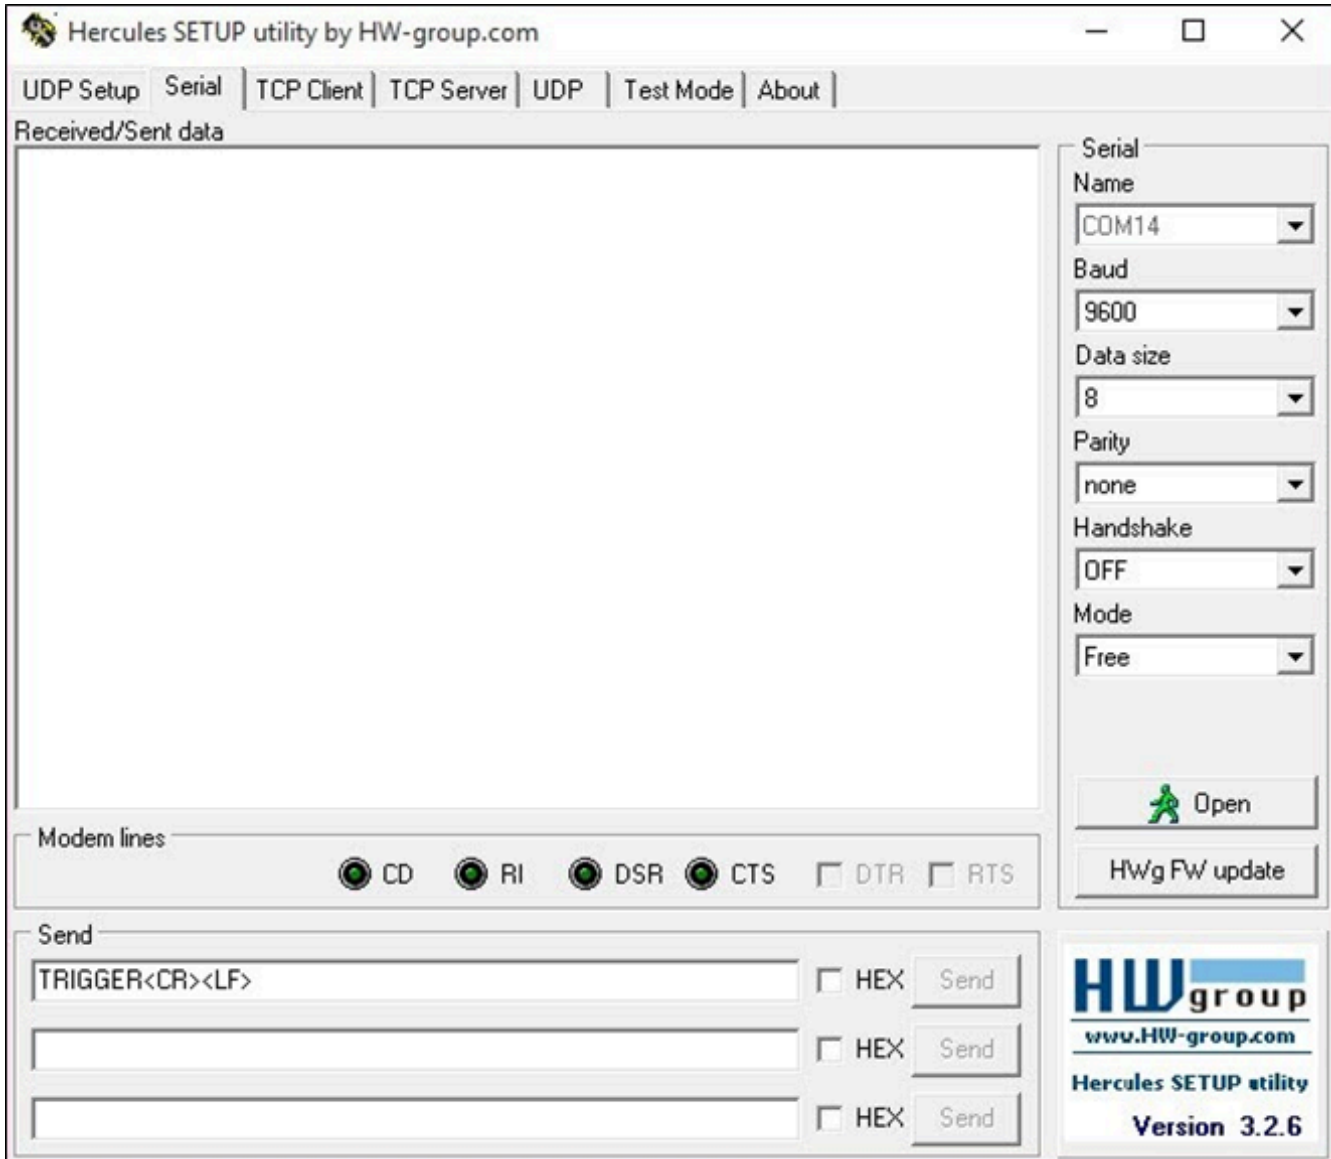 Hercules SETUP utility by HW-group.com
UDP Setup Serial TCP Client TCP Server UDP Test Mode About
Received/Sent data
Serial
Name
COM14
Baud
9600
Data size
8
Parity
none
Handshake
OFF
Mode
Free
Open
HWg FW update
Modem lines
CD RI DSR CTS DTR RTS
Send
TRIGGER<CR><LF> HEX Send
HEX Send
HEX Send
HW group
www.HW-group.com
Hercules SETUP utility
Version 3.2.6